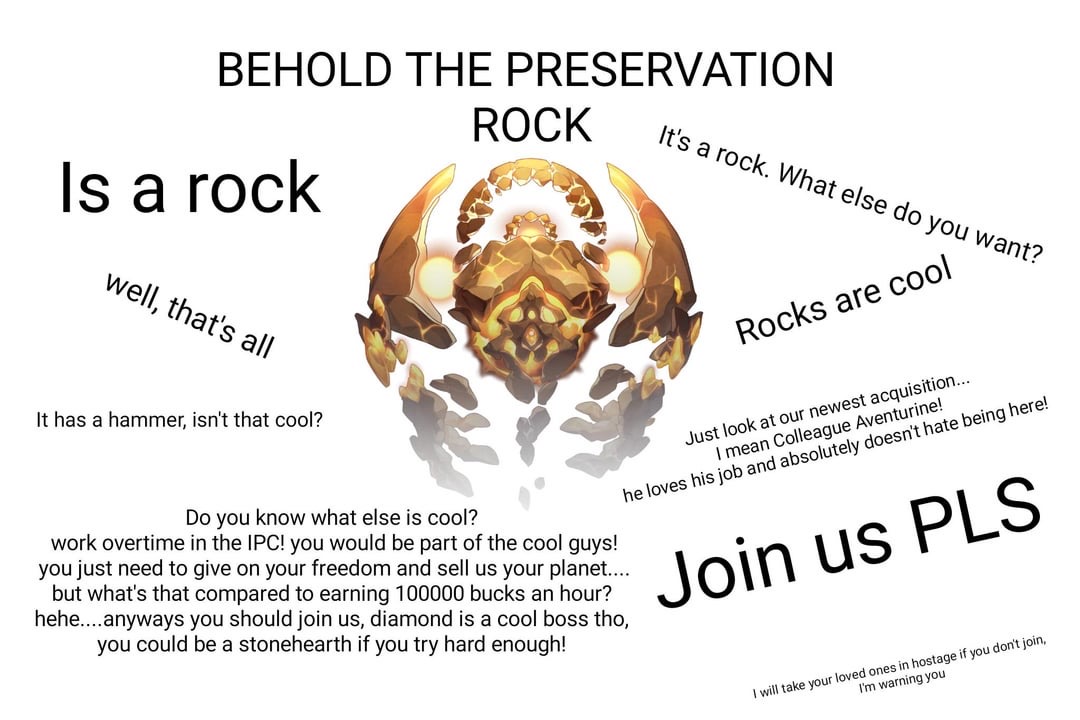 BEHOLD THE PRESERVATION
ROCK
Is a rock
It's a rock. What else do you want?
well, that's all
Rocks are cool
It has a hammer, isn't that cool?
Just look at our newest acquisition...
I mean Colleague Aventurine!
he loves his job and absolutely doesn't hate being here!
Do you know what else is cool?
work overtime in the IPC! you would be part of the cool guys!
you just need to give on your freedom and sell us your planet....
but what's that compared to earning 100000 bucks an hour?
hehe....anyways you should join us, diamond is a cool boss tho,
you could be a stonehearth if you try hard enough!
Join us PLS
I will take your loved ones in hostage if you don't join,
I'm warning you